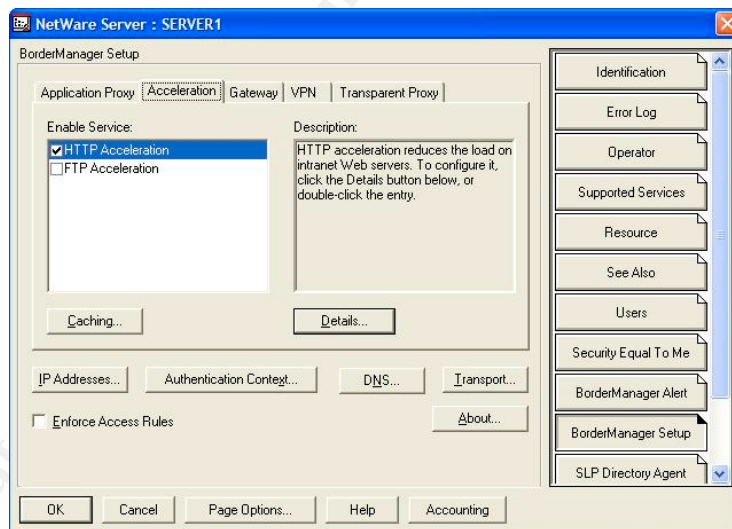 NetWare Server : SERVER1
BorderManager Setup
Application Proxy Acceleration Gateway VPN Transparent Proxy
Enable Service:
HTTP Acceleration
FTP Acceleration
Description:
HTTP acceleration reduces the load on
intranet Web servers. To configure it,
click the Details button below, or
double-click the entry.
Caching...
Details...
IP Addresses...
Authentication Context...
DNS...
Transport...
Enforce Access Rules
About...
Identification
Error Log
Operator
Supported Services
Resource
See Also
Users
Security Equal To Me
BorderManager Alert
BorderManager Setup
SLP Directory Agent
OK
Cancel
Page Options...
Help
Accounting